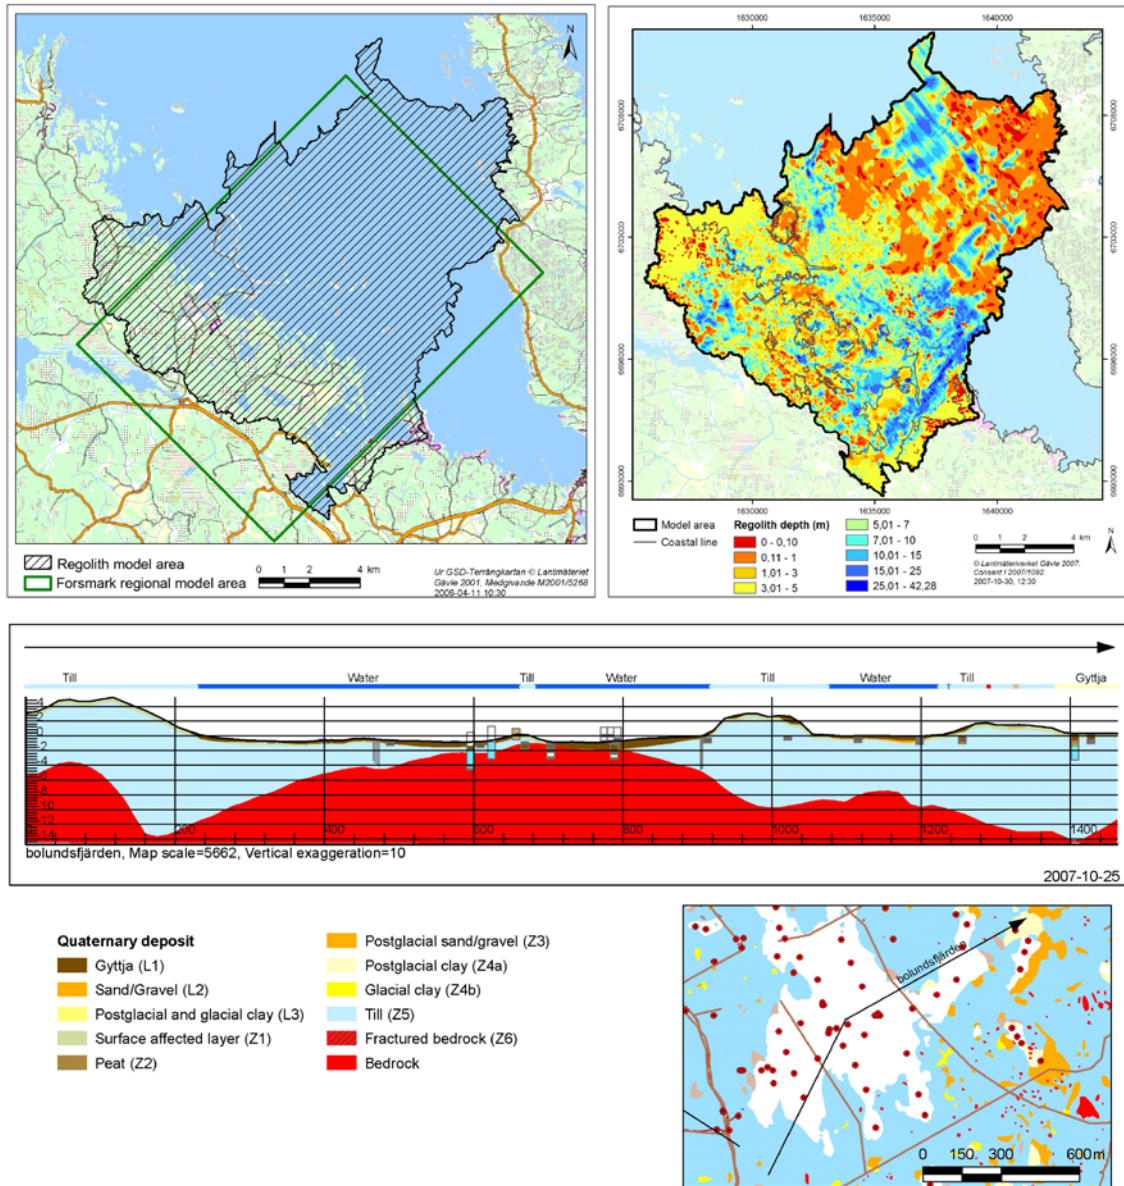 N
Regolith model area
Forsmark regional model area
0 1 2 4 km
Ur GSD-Terrängkartan © Lantmäteriet
Gävle 2001, Medgivande M2001/5268
2006-04-11 10:30
1630000 1635000 1640000
6705000
6700000
6695000
6690000
1630000 1635000 1640000
Model area
Coastal line
Regolith depth (m)
0 - 0,10
0,11 - 1
1,01 - 3
3,01 - 5
5,01 - 7
7,01 - 10
10,01 - 15
15,01 - 25
25,01 - 42,28
0 1 2 4 km
N
© Lantmäteriverket Gävle 2007.
Consent I 2007/1092.
2007-10-30, 12:30
Till Water Till Water Till Water Till Gyttja
4
2
0
-2
-4
-6
-8
-10
-12
-14
0 200 400 600 800 1000 1200 1400
bolundsfjärden, Map scale=5662, Vertical exaggeration=10
2007-10-25
Quaternary deposit
Gyttja (L1)
Sand/Gravel (L2)
Postglacial and glacial clay (L3)
Surface affected layer (Z1)
Peat (Z2)
Postglacial sand/gravel (Z3)
Postglacial clay (Z4a)
Glacial clay (Z4b)
Till (Z5)
Fractured bedrock (Z6)
Bedrock
bolundsfjärden
0 150 300 600 m